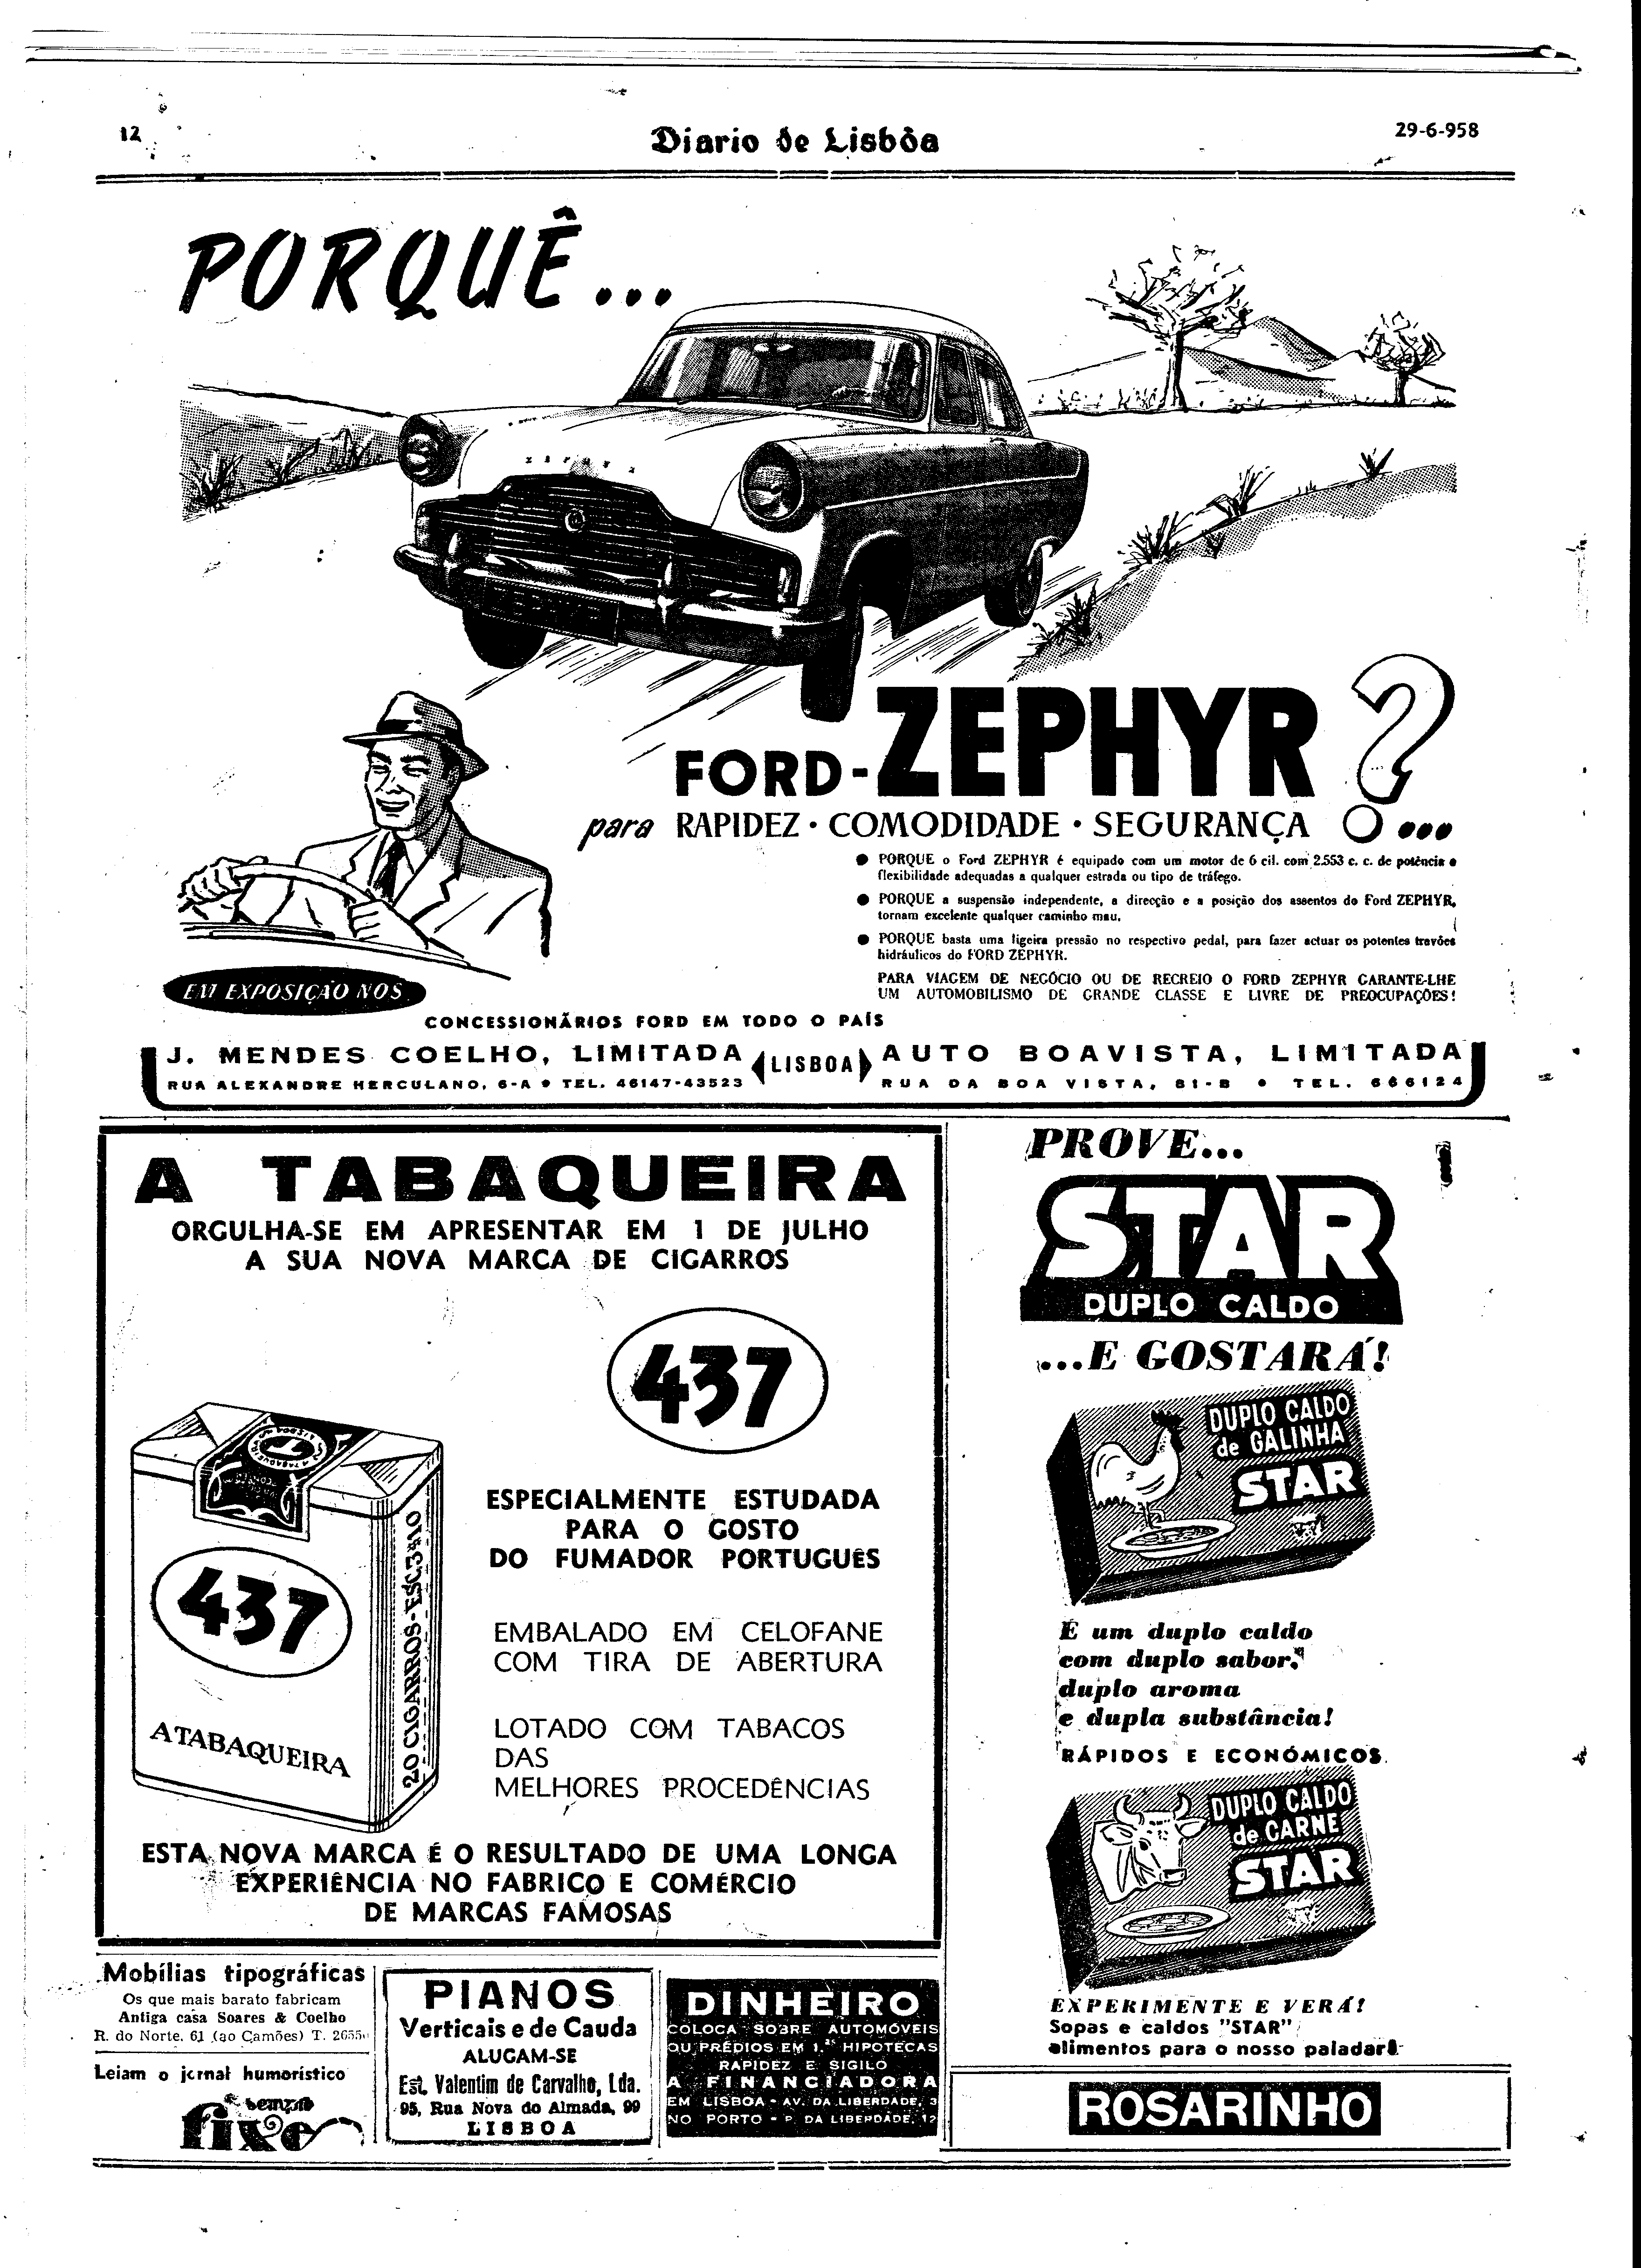 12
Diario de Lisbôa
29-6-958
PORQUÊ...
ZEPHYR
FORD-ZEPHYR?
para RAPIDEZ · COMODIDADE · SEGURANÇA O...
● PORQUE o Ford ZEPHYR é equipado com um motor de 6 cil. com 2.553 c. c. de potência e
flexibilidade adequadas a qualquer estrada ou tipo de tráfego.
● PORQUE a suspensão independente, a direcção e a posição dos assentos do Ford ZEPHYR,
tornam excelente qualquer caminho mau.
● PORQUE basta uma ligeira pressão no respectivo pedal, para fazer actuar os potentes travões
hidráulicos do FORD ZEPHYR.
PARA VIAGEM DE NEGÓCIO OU DE RECREIO O FORD ZEPHYR GARANTE-LHE
UM AUTOMOBILISMO DE GRANDE CLASSE E LIVRE DE PREOCUPAÇÕES!
EM EXPOSIÇÃO NOS
CONCESSIONÁRIOS FORD EM TODO O PAÍS
J. MENDES COELHO, LIMITADA
RUA ALEXANDRE HERCULANO, 6-A ● TEL. 46147-43523
LISBOA
AUTO BOAVISTA, LIMITADA
RUA DA BOA VISTA, 81-B ● TEL. 666124
A TABAQUEIRA
ORGULHA-SE EM APRESENTAR EM 1 DE JULHO
A SUA NOVA MARCA DE CIGARROS
437
437
A TABAQUEIRA
20 CIGARROS-ESC.3$10
ESPECIALMENTE ESTUDADA
PARA O GOSTO
DO FUMADOR PORTUGUÊS
EMBALADO EM CELOFANE
COM TIRA DE ABERTURA
LOTADO COM TABACOS
DAS
MELHORES PROCEDÊNCIAS
ESTA NOVA MARCA É O RESULTADO DE UMA LONGA
EXPERIÊNCIA NO FABRICO E COMÉRCIO
DE MARCAS FAMOSAS
PROVE...
STAR
DUPLO CALDO
...E GOSTARÁ!
DUPLO CALDO
de GALINHA
STAR
É um duplo caldo
com duplo sabor,
duplo aroma
e dupla substância!
RÁPIDOS E ECONÓMICOS
DUPLO CALDO
de CARNE
STAR
EXPERIMENTE E VERÁ!
Sopas e caldos "STAR"
alimentos para o nosso paladar!
Mobílias tipográficas
Os que mais barato fabricam
Antiga casa Soares & Coelho
R. do Norte, 61 (ao Camões) T.
Leiam o jornal humorístico
sempre
fixe
PIANOS
Verticais e de Cauda
ALUGAM-SE
Est. Valentim de Carvalho, Lda.
95, Rua Nova do Almada, 99
LISBOA
DINHEIRO
COLOCA SOBRE AUTOMÓVEIS
OU PRÉDIOS EM 1.ªˢ HIPOTECAS
RAPIDEZ E SIGILO
A FINANCIADORA
EM LISBOA - AV. DA LIBERDADE, 3
NO PORTO - P. DA LIBERDADE, 12
ROSARINHO